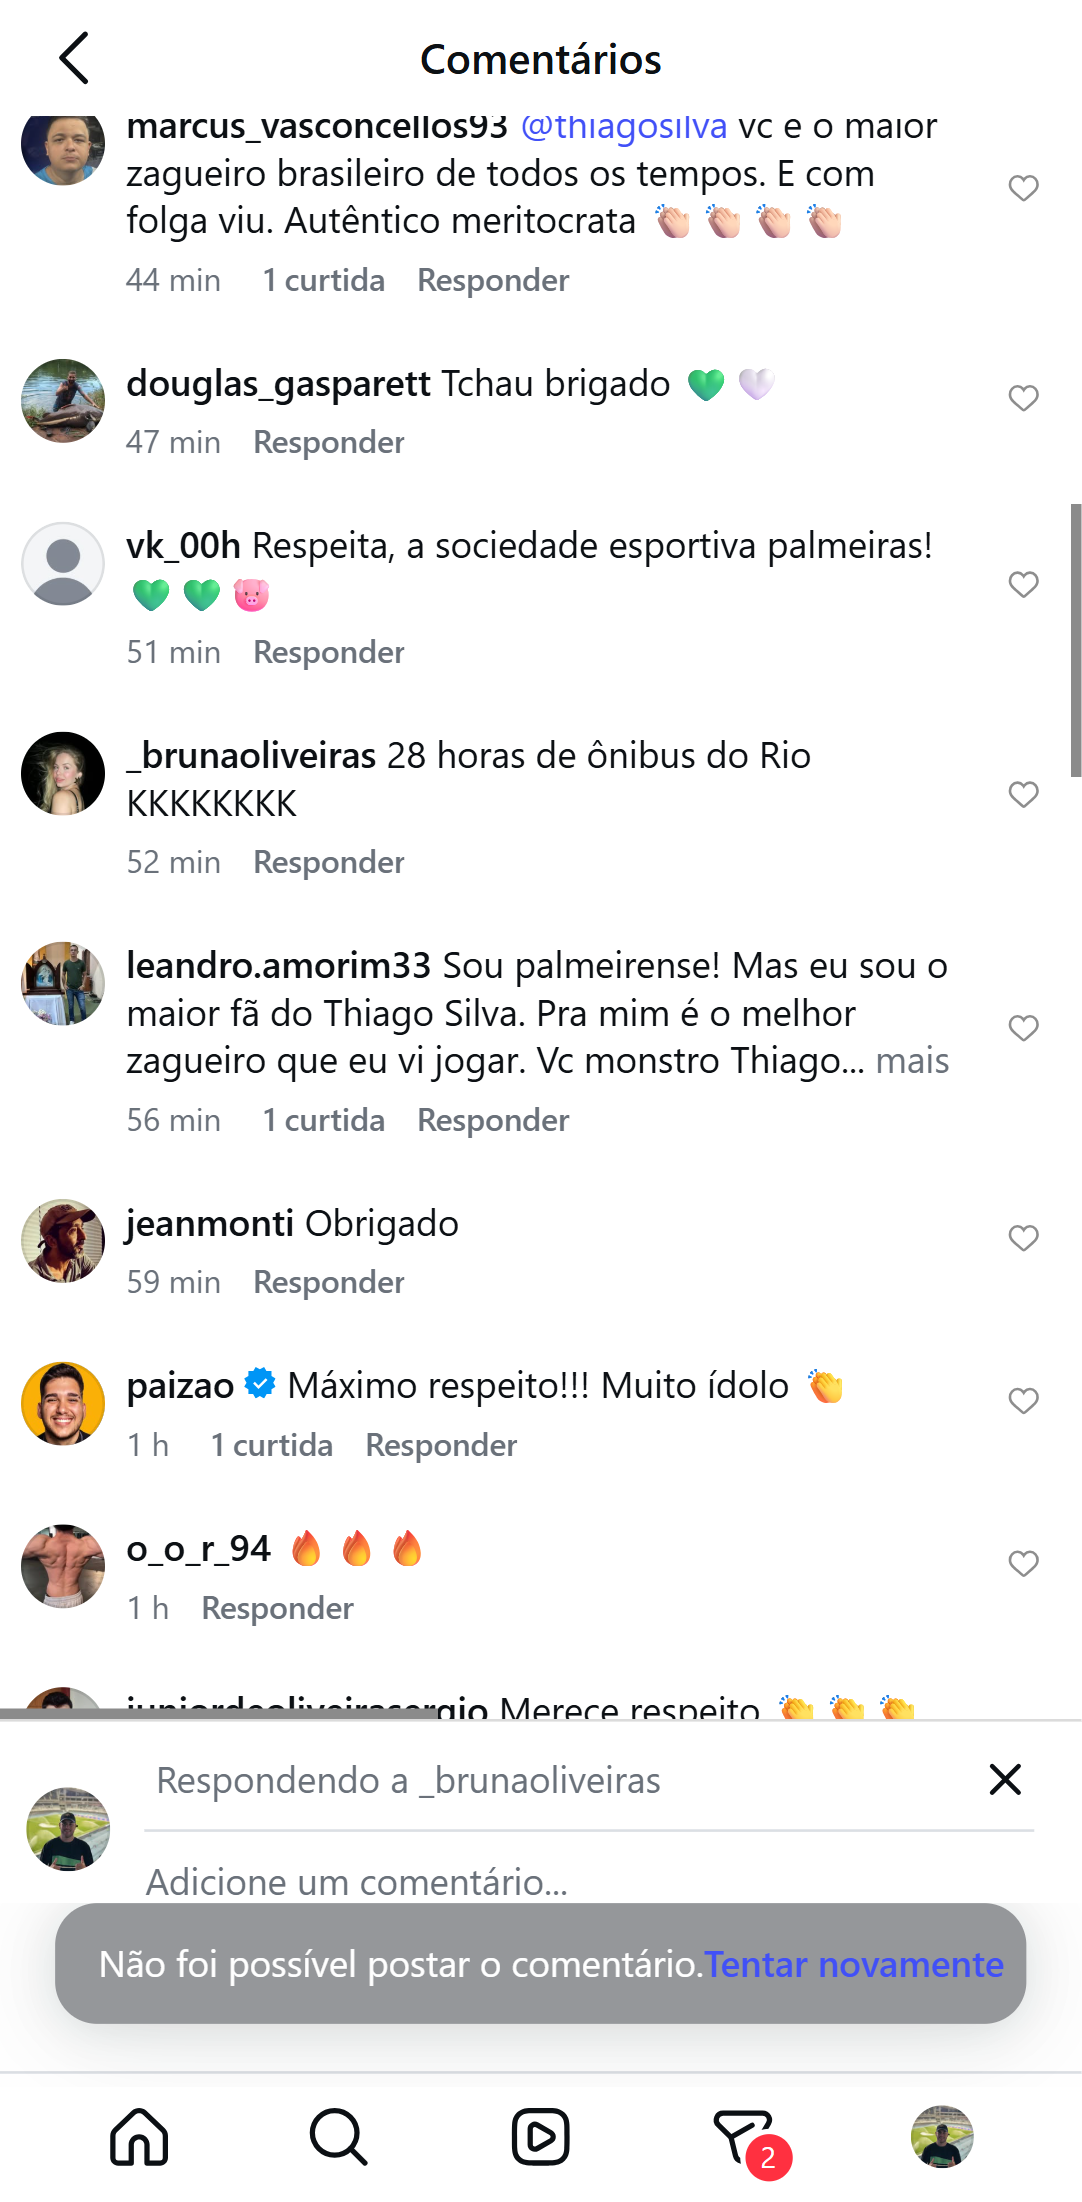 Comentários
marcus_vasconcellos93 @thiagosilva vc e o maior
zagueiro brasileiro de todos os tempos. E com
folga viu. Autêntico meritocrata 👏🏻👏🏻👏🏻👏🏻
44 min 1 curtida Responder
douglas_gasparett Tchau brigado 💚🤍
47 min Responder
vk_00h Respeita, a sociedade esportiva palmeiras!
💚💚🐷
51 min Responder
_brunaoliveiras 28 horas de ônibus do Rio
KKKKKKKK
52 min Responder
leandro.amorim33 Sou palmeirense! Mas eu sou o
maior fã do Thiago Silva. Pra mim é o melhor
zagueiro que eu vi jogar. Vc monstro Thiago... mais
56 min 1 curtida Responder
jeanmonti Obrigado
59 min Responder
paizao Máximo respeito!!! Muito ídolo 👏
1 h 1 curtida Responder
o_o_r_94 🔥🔥🔥
1 h Responder
juniordeoliveirasergio Merece respeito 👏👏👏
Respondendo a _brunaoliveiras
Adicione um comentário...
Não foi possível postar o comentário.Tentar novamente
2